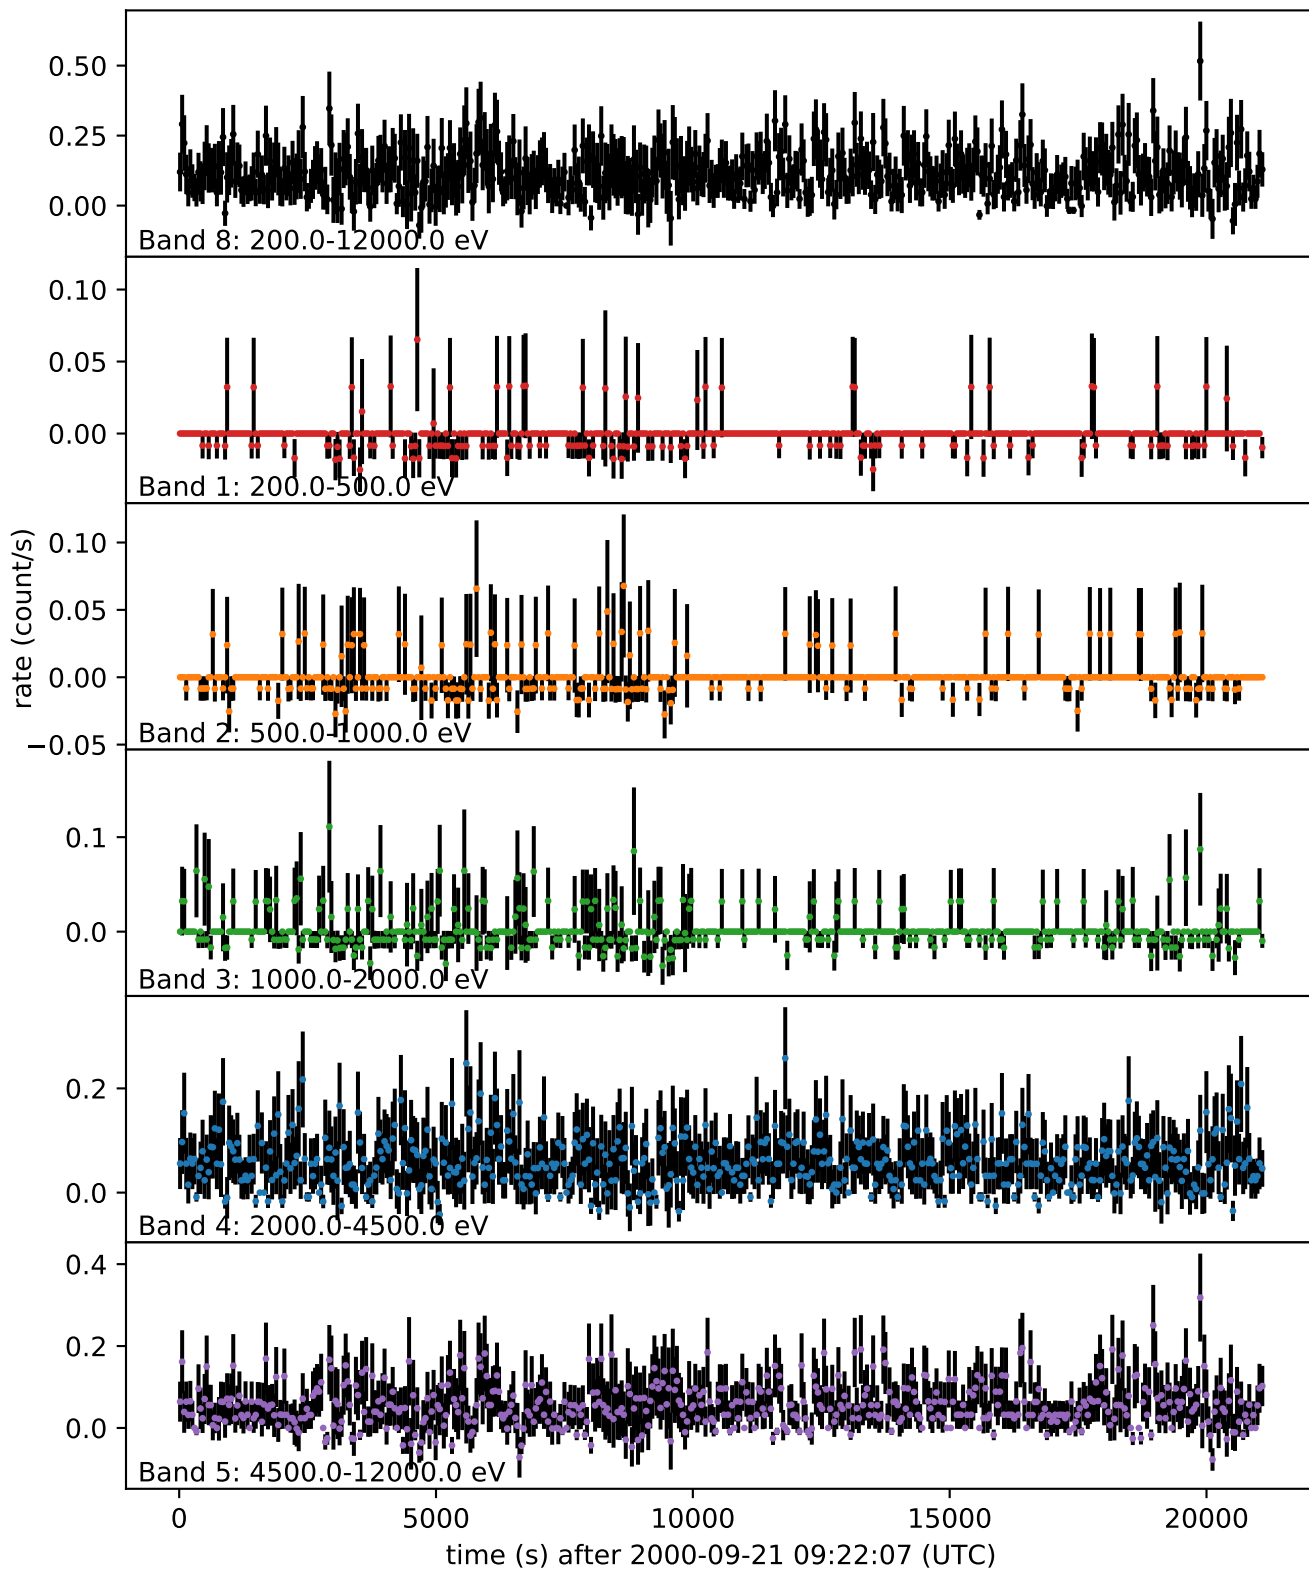 0.50
0.25
0.00
Band 8: 200.0-12000.0 eV
0.10
0.05
0.00
Band 1: 200.0-500.0 eV
rate (count/s)
0.10
0.05
0.00
−0.05
Band 2: 500.0-1000.0 eV
0.1
0.0
Band 3: 1000.0-2000.0 eV
0.2
0.0
Band 4: 2000.0-4500.0 eV
0.4
0.2
0.0
Band 5: 4500.0-12000.0 eV
0 5000 10000 15000 20000
time (s) after 2000-09-21 09:22:07 (UTC)